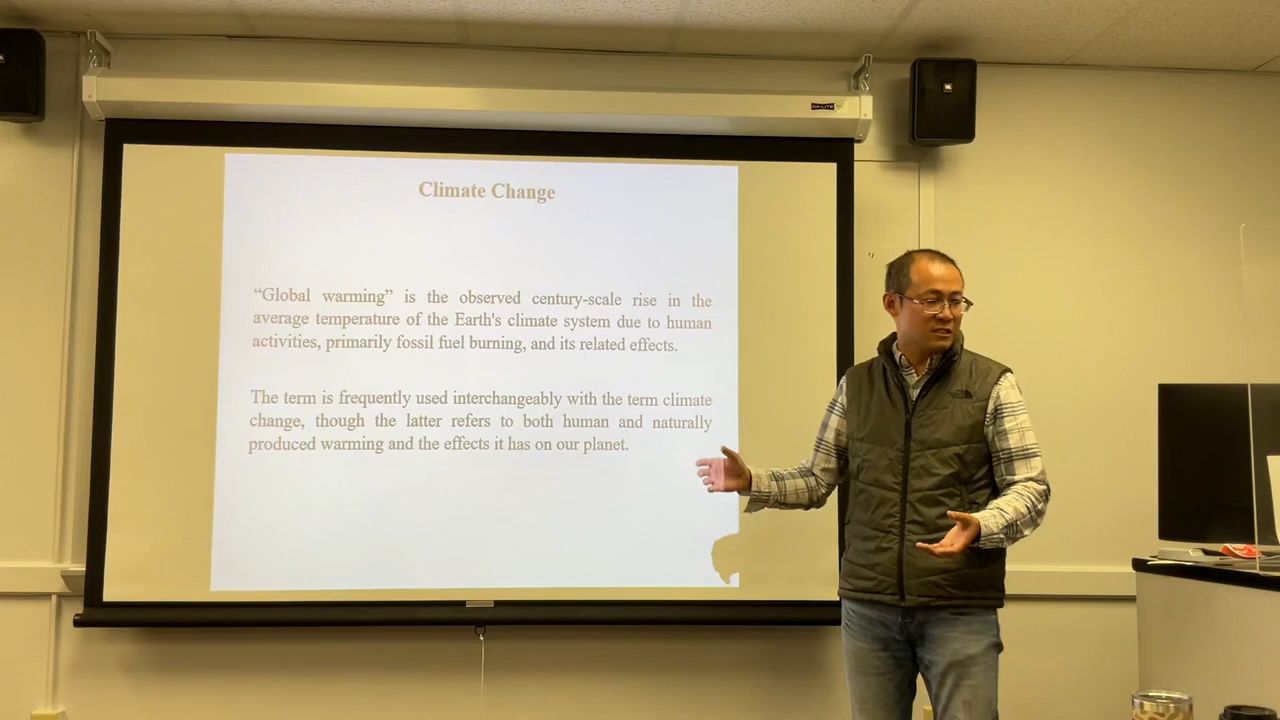 DA-LITE
JBL
Climate Change
“Global warming” is the observed century-scale rise in the
average temperature of the Earth's climate system due to human
activities, primarily fossil fuel burning, and its related effects.
The term is frequently used interchangeably with the term climate
change, though the latter refers to both human and naturally
produced warming and the effects it has on our planet.